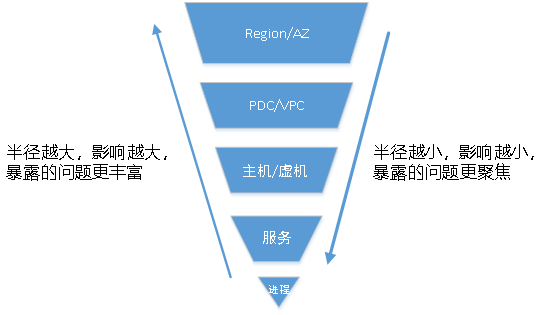 Region/AZ
PDC/VPC
半径越大，影响越大，
暴露的问题更丰富
主机/虚机
半径越小，影响越小，
暴露的问题更聚焦
服务
进程